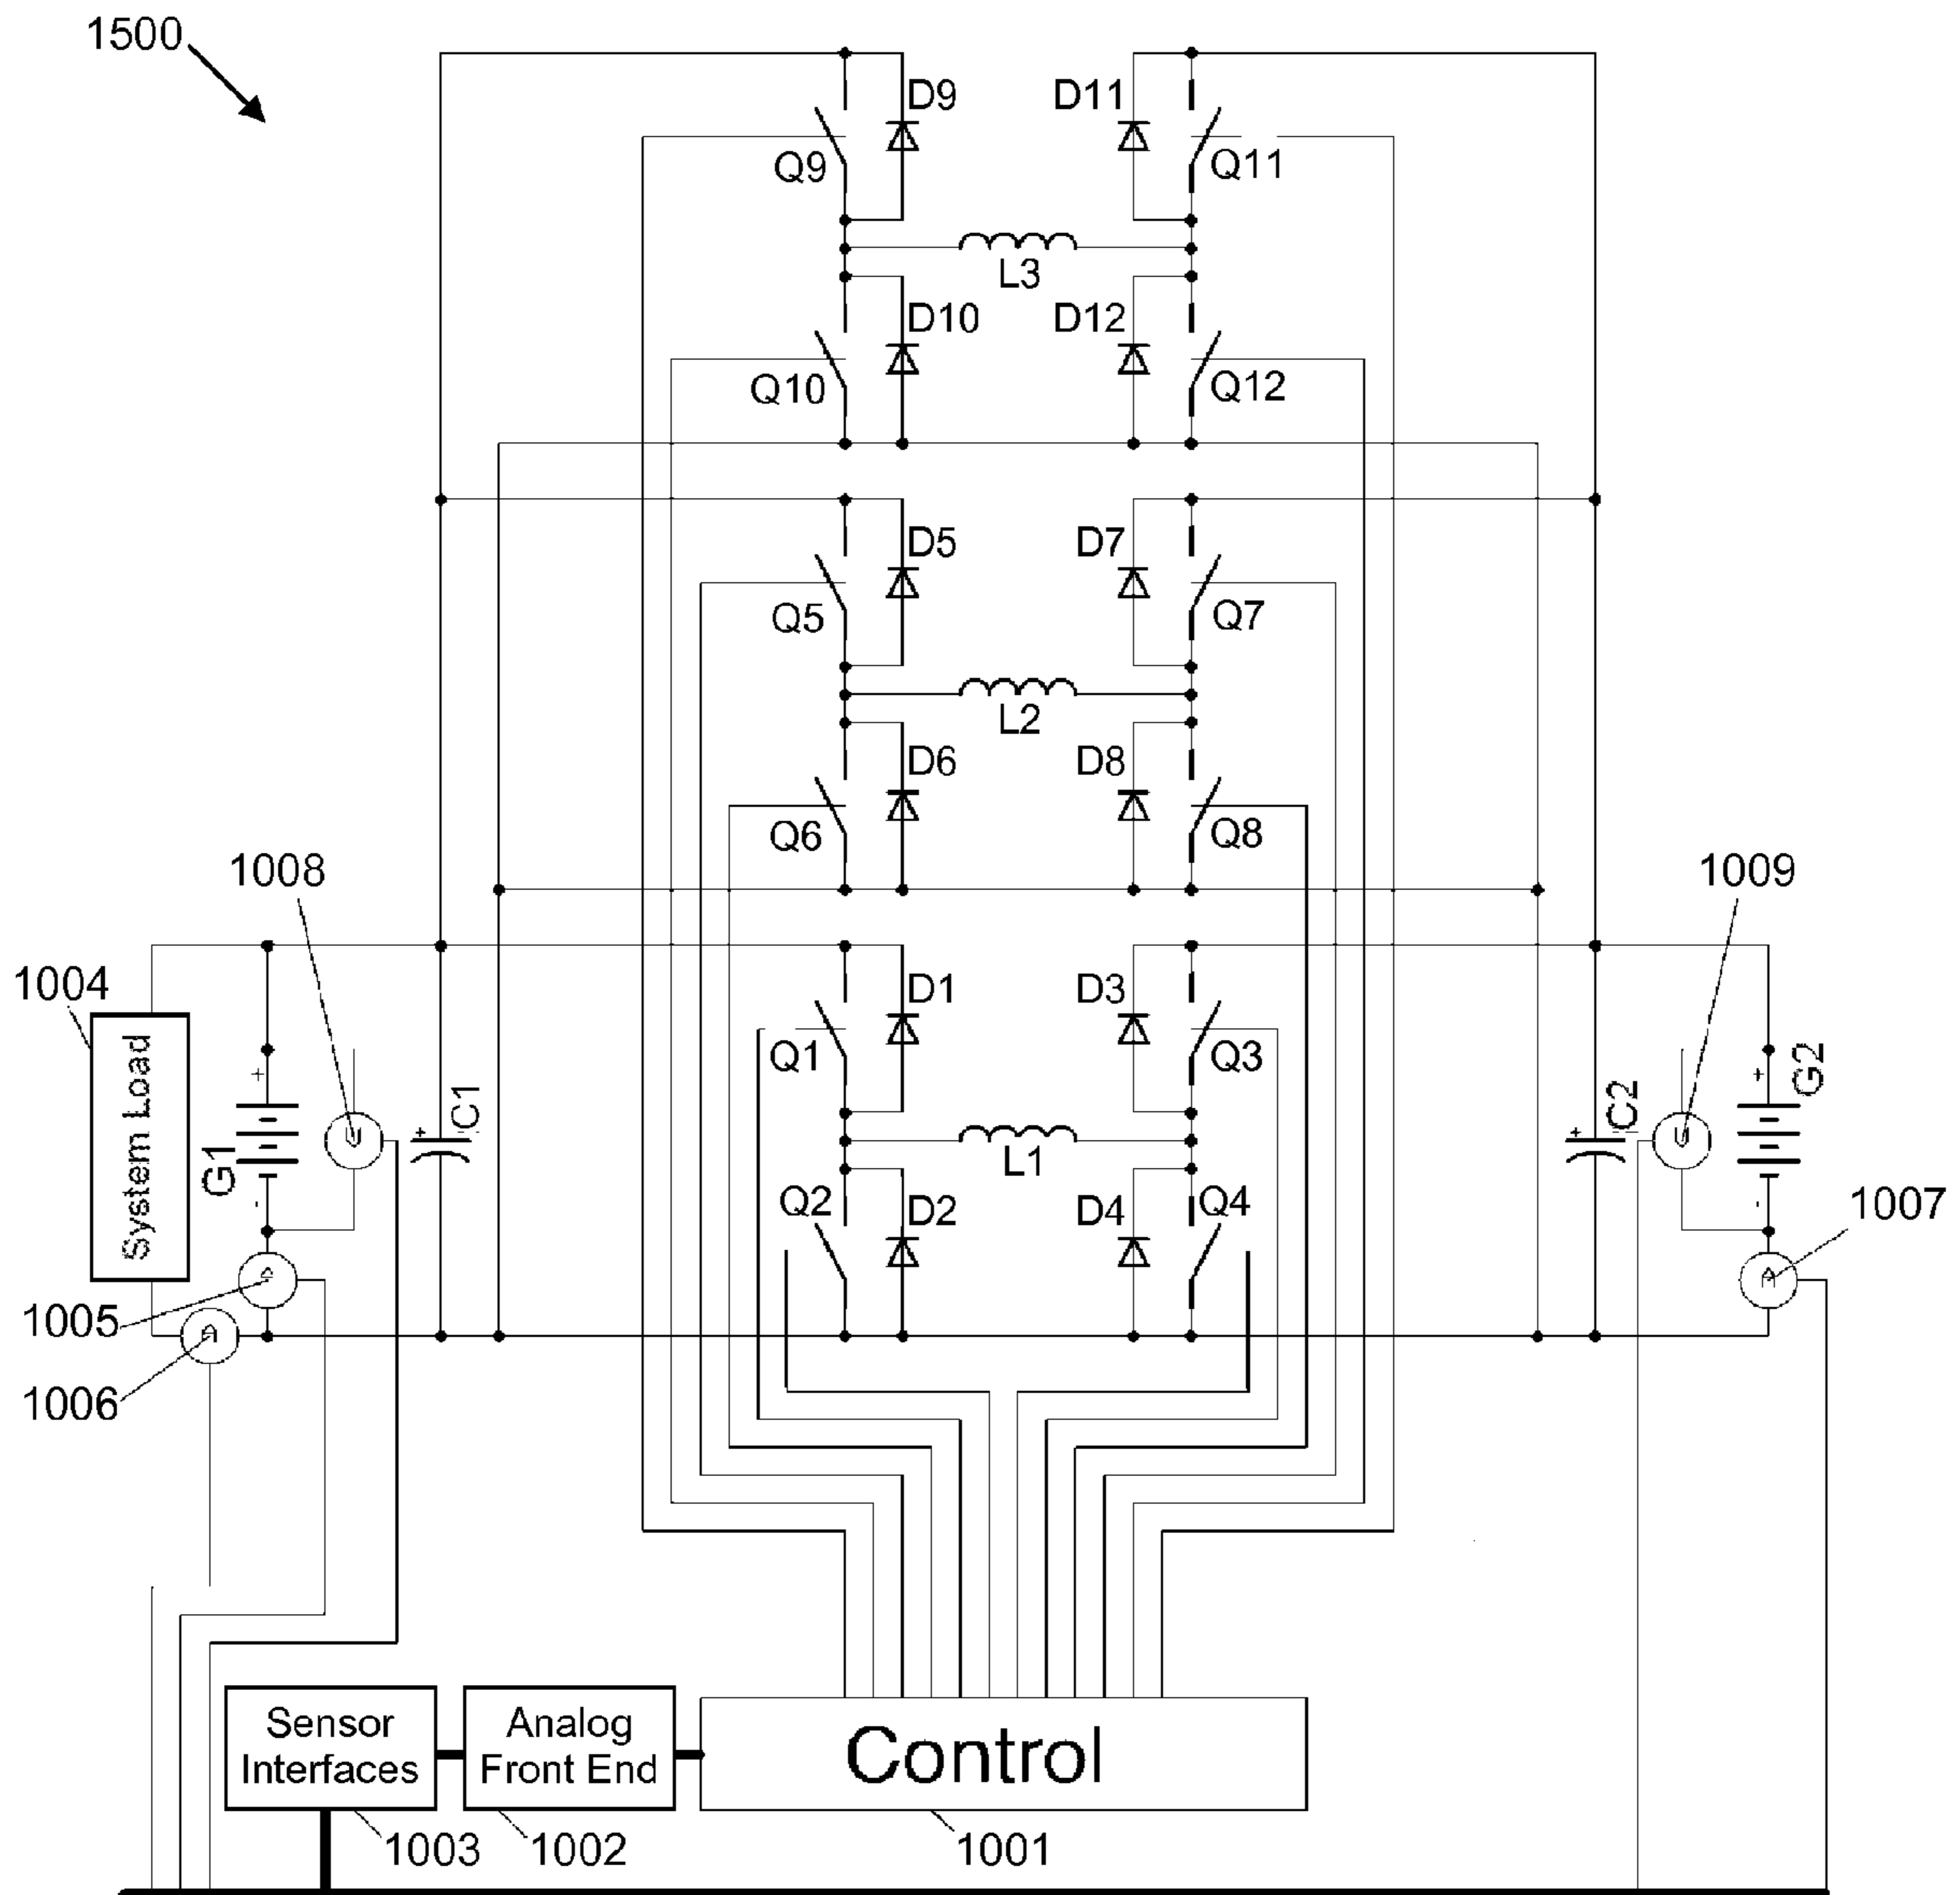 1500
D9
D11
Q9
Q11
L3
D10
D12
Q10
Q12
D5
D7
Q5
Q7
L2
D6
D8
Q6
Q8
1008
1009
1004
System Load
D1
D3
Q1
Q3
+
G1
-
U
+
C1
L1
+
C2
U
+
G2
-
Q2
D2
D4
Q4
1007
A
A
1005
A
1006
Sensor
Interfaces
Analog
Front End
Control
1003
1002
1001